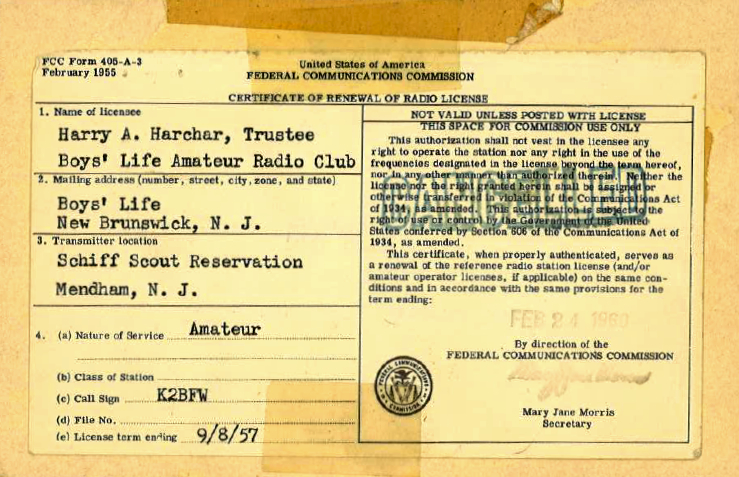 FCC Form 405-A-3
February 1955
United States of America
FEDERAL COMMUNICATIONS COMMISSION
CERTIFICATE OF RENEWAL OF RADIO LICENSE
1. Name of licensee
Harry A. Harchar, Trustee
Boys' Life Amateur Radio Club
2. Mailing address (number, street, city, zone, and state)
Boys' Life
New Brunswick, N. J.
3. Transmitter location
Schiff Scout Reservation
Mendham, N. J.
4. (a) Nature of Service Amateur
(b) Class of Station
(c) Call Sign K2BFW
(d) File No.
(e) License term ending 9/8/57
NOT VALID UNLESS POSTED WITH LICENSE
THIS SPACE FOR COMMISSION USE ONLY
This authorization shall not vest in the licensee any
right to operate the station nor any right in the use of the
frequencies designated in the license beyond the term hereof,
nor in any other manner than authorized therein. Neither the
license nor the right granted herein shall be assigned or
otherwise transferred in violation of the Communications Act
of 1934, as amended. This authorization is subject to the
right of use or control by the Government of the United
States conferred by Section 606 of the Communications Act of
1934, as amended.
CANCELLED
This certificate, when properly authenticated, serves as
a renewal of the reference radio station license (and/or
amateur operator licenses, if applicable) on the same con-
ditions and in accordance with the same provisions for the
term ending:
FEB 24 1960
By direction of the
FEDERAL COMMUNICATIONS COMMISSION
FEDERAL COMMUNICATIONS COMMISSION
Mary Jane Morris
Mary Jane Morris
Secretary